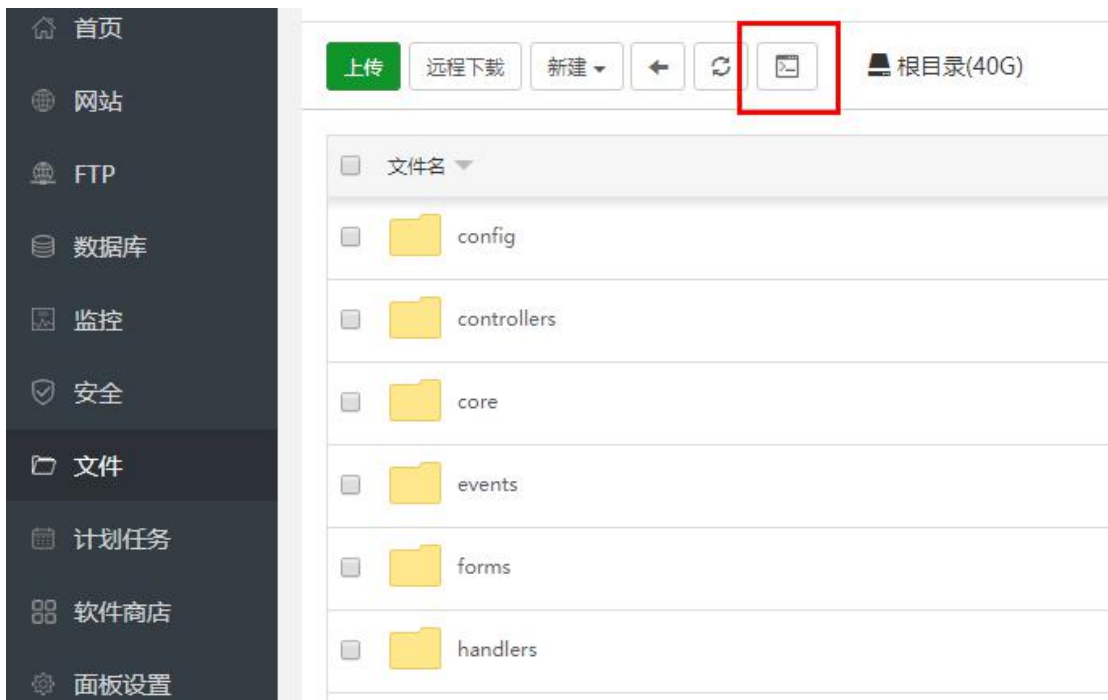 首页
网站
FTP
数据库
监控
安全
文件
计划任务
软件商店
面板设置
上传 远程下载 新建 根目录(40G)
文件名
config
controllers
core
events
forms
handlers